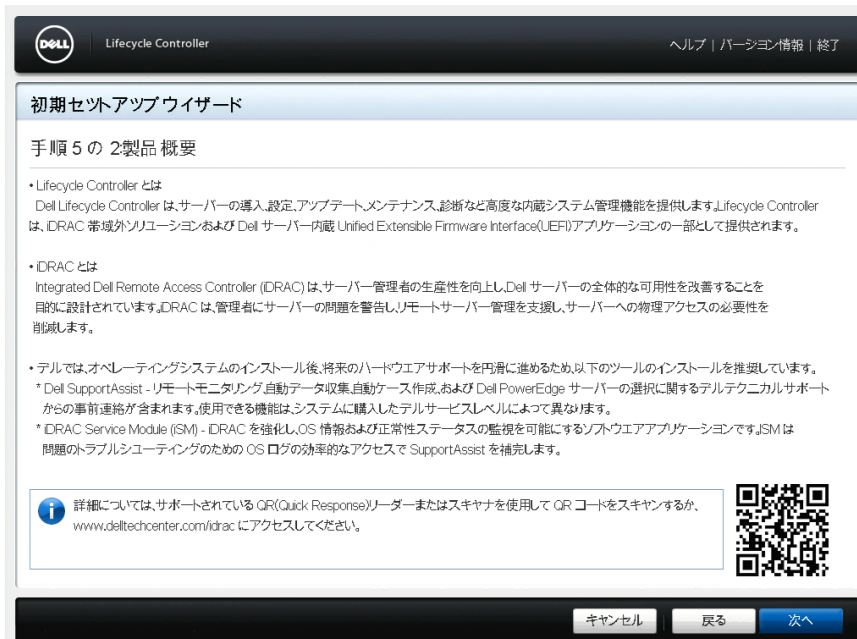 DELL
Lifecycle Controller
ヘルプ | バージョン情報 | 終了
初期セットアップウィザード
手順 5 の 2:製品概要
• Lifecycle Controller とは
Dell Lifecycle Controller は、サーバーの導入、設定、アップデート、メンテナンス、診断など高度な内蔵システム管理機能を提供します。Lifecycle Controller
は、iDRAC 帯域外ソリューションおよび Dell サーバー内蔵 Unified Extensible Firmware Interface(UEFI)アプリケーションの一部として提供されます。
• iDRAC とは
Integrated Dell Remote Access Controller (iDRAC) は、サーバー管理者の生産性を向上し、Dell サーバーの全体的な可用性を改善することを
目的に設計されています。iDRAC は、管理者にサーバーの問題を警告し、リモートサーバー管理を支援し、サーバーへの物理アクセスの必要性を
削減します。
• デルでは、オペレーティングシステムのインストール後、将来のハードウエアサポートを円滑に進めるため、以下のツールのインストールを推奨しています。
* Dell SupportAssist - リモートモニタリング、自動データ収集、自動ケース作成、および Dell PowerEdge サーバーの選択に関するデルテクニカルサポート
からの事前連絡が含まれます。使用できる機能は、システムに購入したデルサービスレベルによって異なります。
* iDRAC Service Module (iSM) - iDRAC を強化し、OS 情報および正常性ステータスの監視を可能にするソフトウエアアプリケーションです。iSM は
問題のトラブルシューティングのための OS ログの効率的なアクセスで SupportAssist を補完します。
詳細については、サポートされている QR(Quick Response)リーダーまたはスキャナを使用して QR コードをスキャンするか、
www.delltechcenter.com/idrac にアクセスしてください。
キャンセル
戻る
次へ